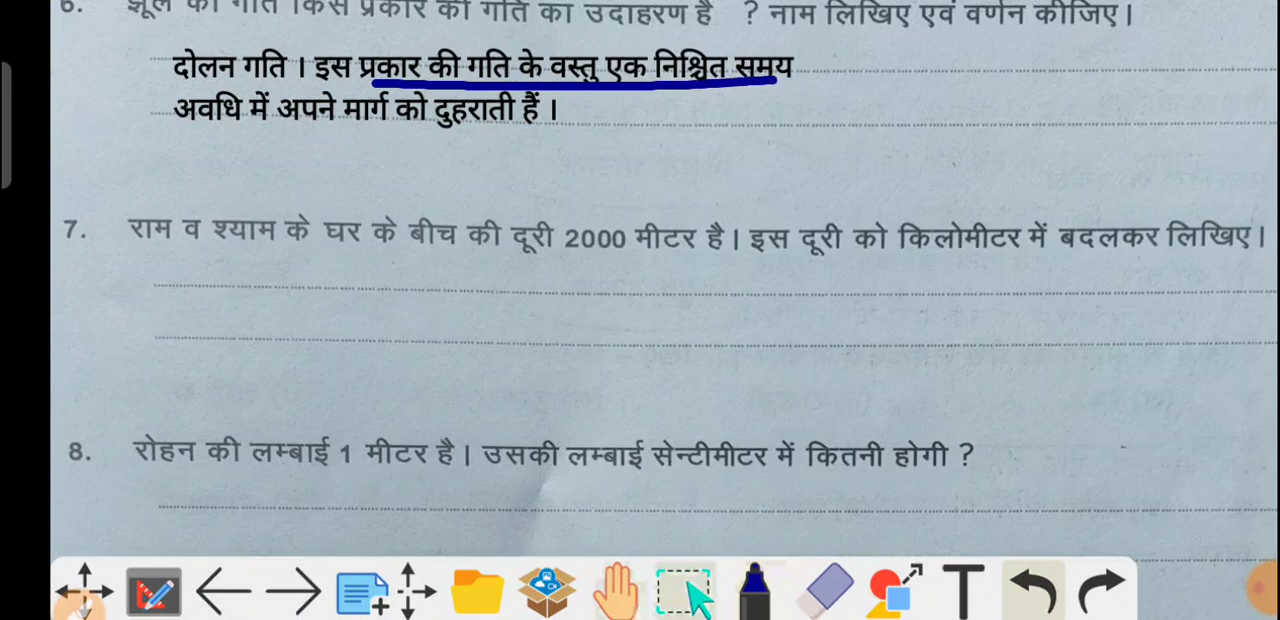 6. झूले की गति किस प्रकार की गति का उदाहरण है ? नाम लिखिए एवं वर्णन कीजिए।
दोलन गति । इस प्रकार की गति के वस्तु एक निश्चित समय
अवधि में अपने मार्ग को दुहराती हैं ।
7. राम व श्याम के घर के बीच की दूरी 2000 मीटर है। इस दूरी को किलोमीटर में बदलकर लिखिए।
8. रोहन की लम्बाई 1 मीटर है। उसकी लम्बाई सेन्टीमीटर में कितनी होगी ?
T